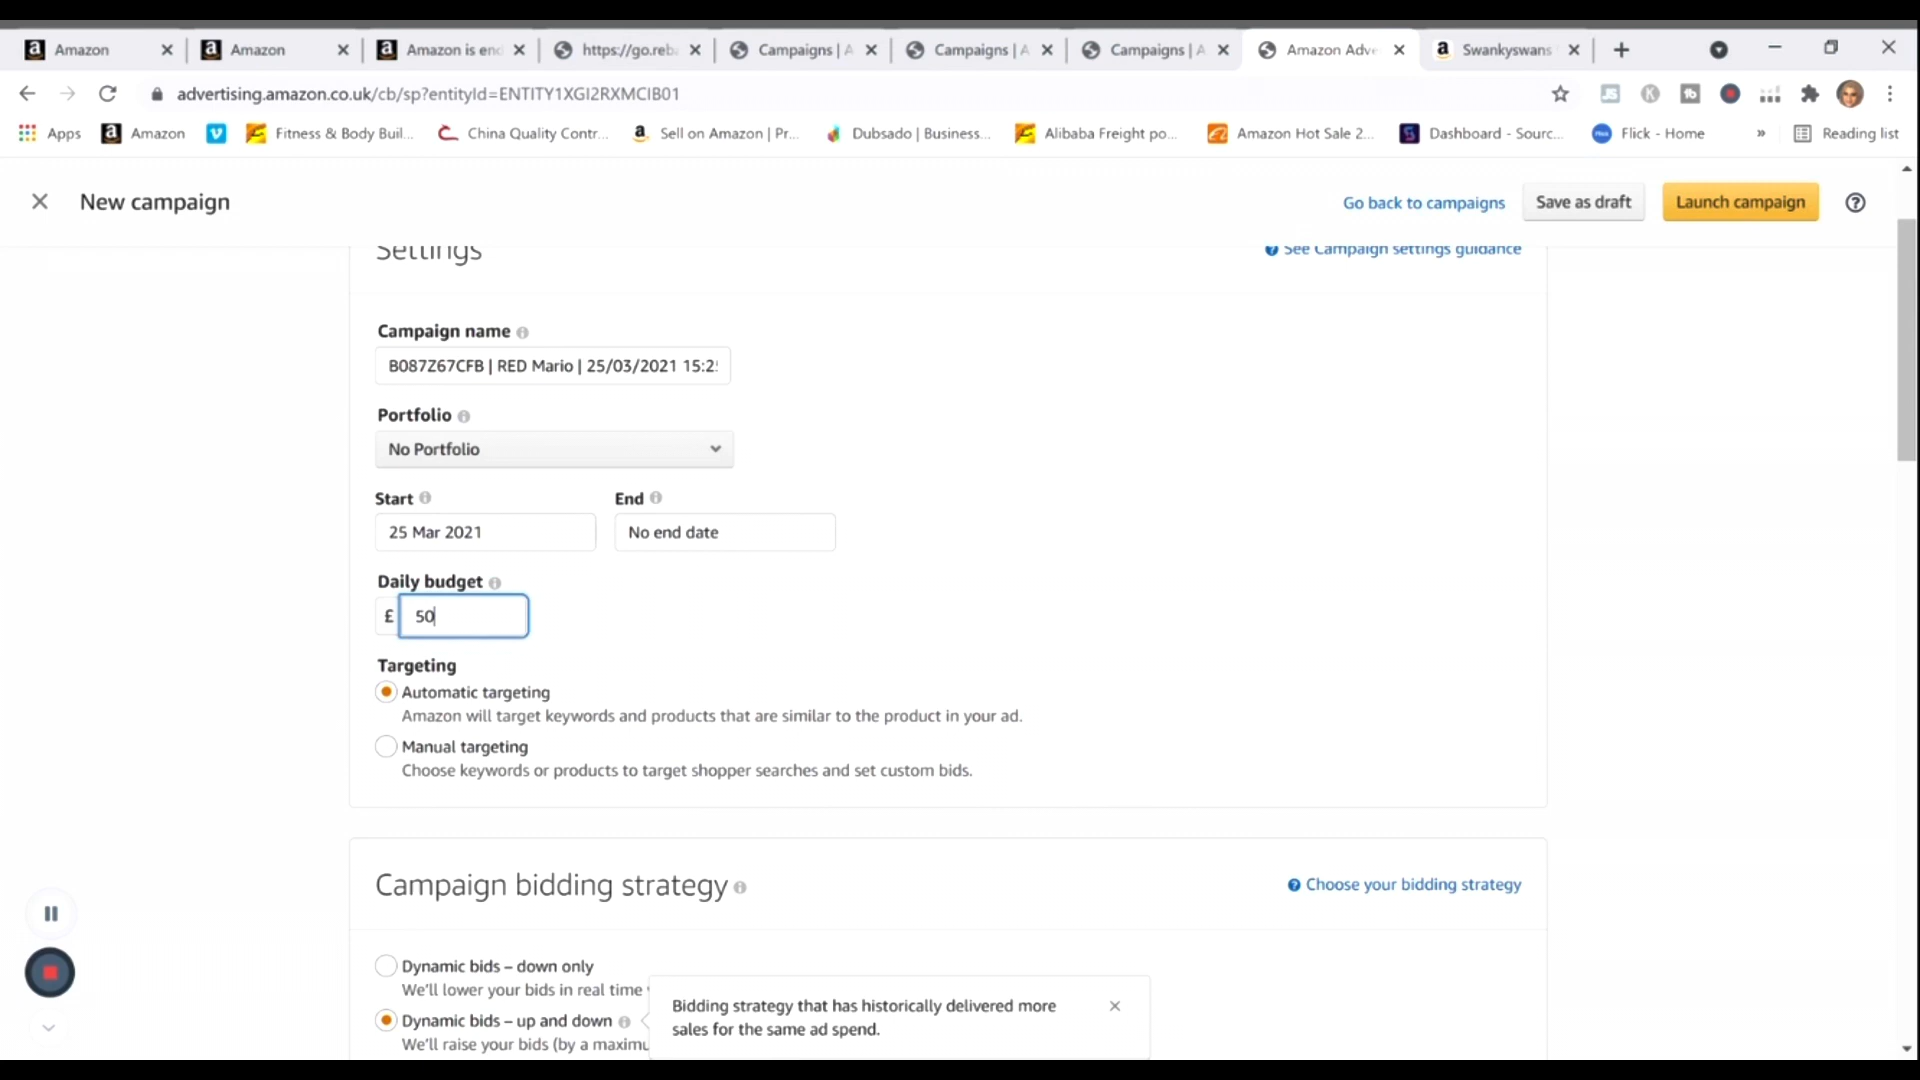 Amazon
Amazon
Amazon is en
https://go.reb
Campaigns | A
Campaigns | A
Campaigns | A
Amazon Adve
Swankyswans
advertising.amazon.co.uk/cb/sp?entityId=ENTITY1XGI2RXMCIB01
Apps
Amazon
Fitness & Body Buil...
China Quality Contr...
Sell on Amazon | Pr...
Dubsado | Business...
Alibaba Freight po...
Amazon Hot Sale 2...
Dashboard - Sourc...
Flick - Home
»
Reading list
New campaign
Go back to campaigns
Save as draft
Launch campaign
Settings
See Campaign settings guidance
Campaign name
B087Z67CFB | RED Mario | 25/03/2021 15:2
Portfolio
No Portfolio
Start
End
25 Mar 2021
No end date
Daily budget
£ 50
Targeting
Automatic targeting
Amazon will target keywords and products that are similar to the product in your ad.
Manual targeting
Choose keywords or products to target shopper searches and set custom bids.
Campaign bidding strategy
Choose your bidding strategy
Dynamic bids – down only
We'll lower your bids in real time
Dynamic bids – up and down
We'll raise your bids (by a maximu
Bidding strategy that has historically delivered more
sales for the same ad spend.